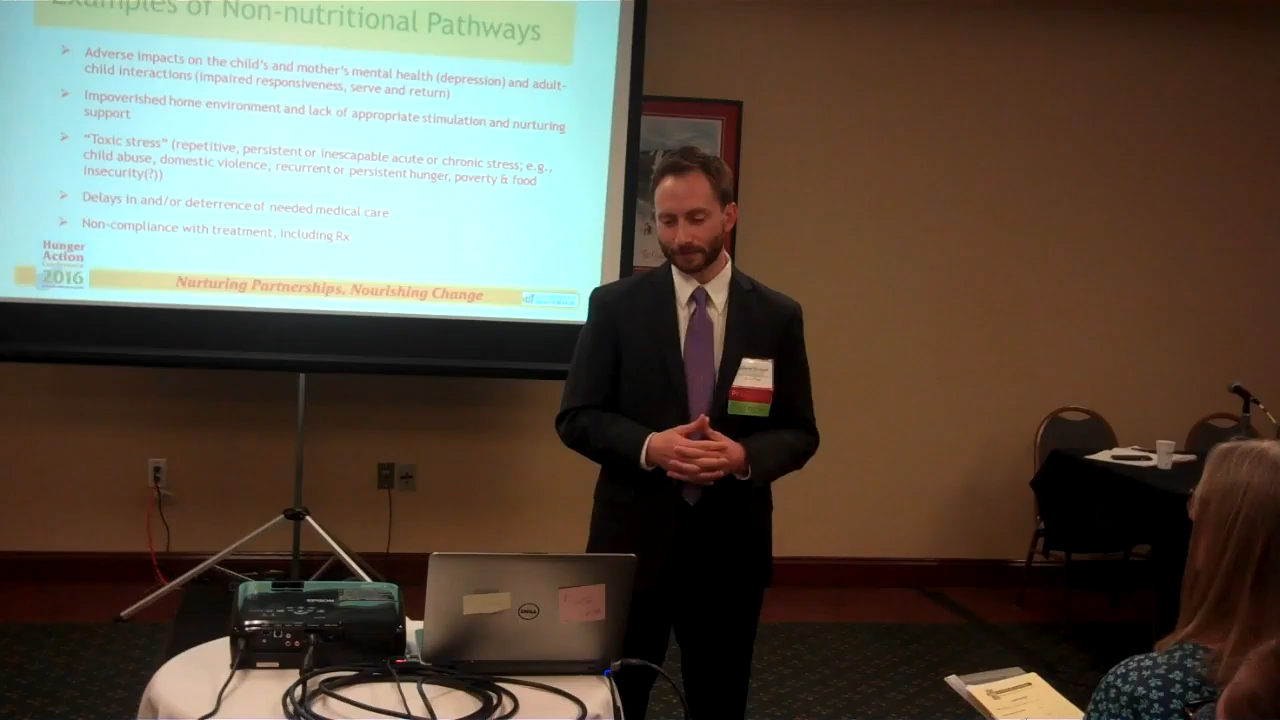 Examples of Non-nutritional Pathways
Adverse impacts on the child's and mother's mental health (depression) and adult-
child interactions (impaired responsiveness, serve and return)
Impoverished home environment and lack of appropriate stimulation and nurturing
support
"Toxic stress" (repetitive, persistent or inescapable acute or chronic stress; e.g.,
child abuse, domestic violence, recurrent or persistent hunger, poverty & food
insecurity(?))
Delays in and/or deterrence of needed medical care
Non-compliance with treatment, including Rx
Hunger
Action
Conference
2016
Nurturing Partnerships, Nourishing Change
EPSON
DELL